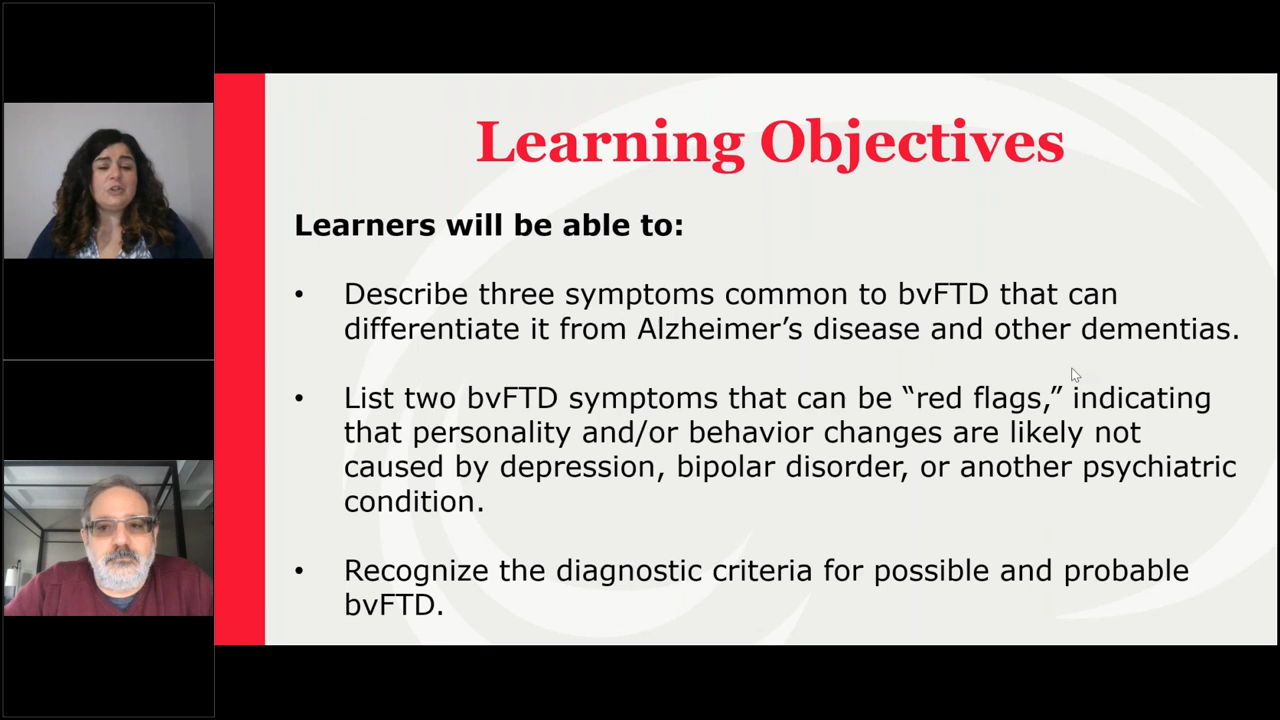 Learning Objectives
Learners will be able to:
• Describe three symptoms common to bvFTD that can
differentiate it from Alzheimer’s disease and other dementias.
• List two bvFTD symptoms that can be “red flags,” indicating
that personality and/or behavior changes are likely not
caused by depression, bipolar disorder, or another psychiatric
condition.
• Recognize the diagnostic criteria for possible and probable
bvFTD.